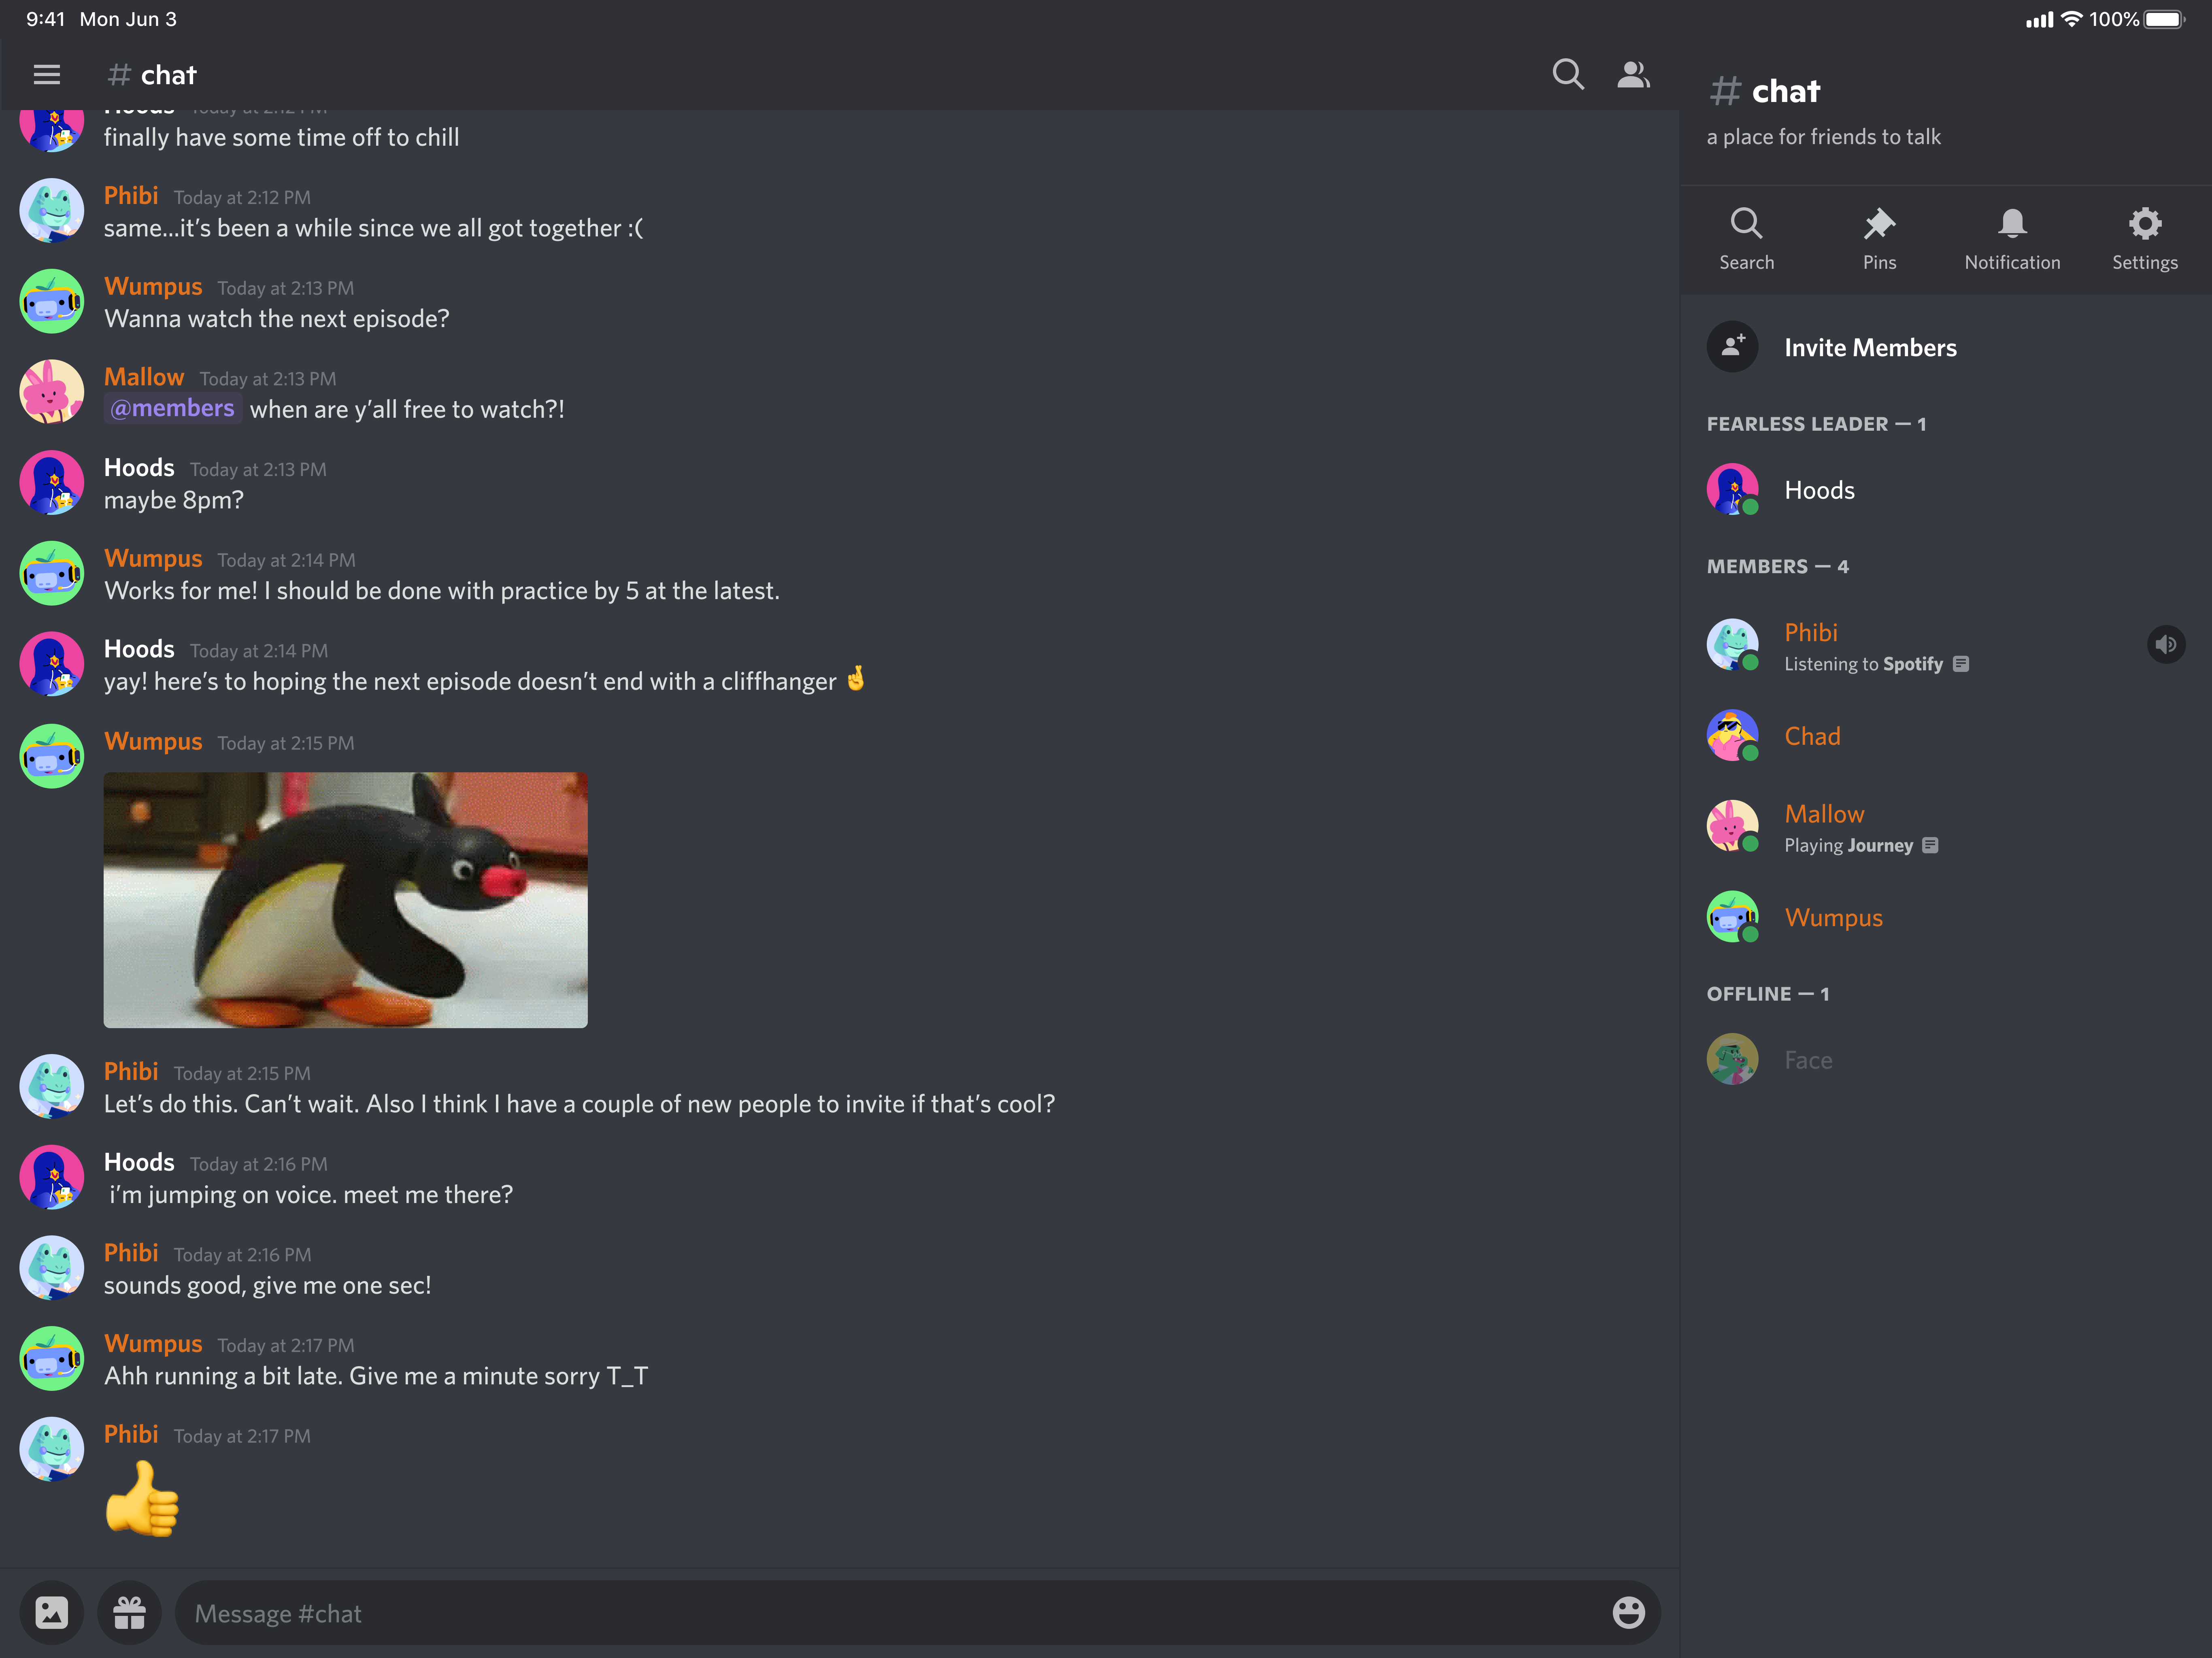 9:41 Mon Jun 3
100%
# chat
Hoods Today at 2:12 PM
finally have some time off to chill
Phibi Today at 2:12 PM
same...it’s been a while since we all got together :(
Wumpus Today at 2:13 PM
Wanna watch the next episode?
Mallow Today at 2:13 PM
@members when are y’all free to watch?!
Hoods Today at 2:13 PM
maybe 8pm?
Wumpus Today at 2:14 PM
Works for me! I should be done with practice by 5 at the latest.
Hoods Today at 2:14 PM
yay! here’s to hoping the next episode doesn’t end with a cliffhanger 🤞
Wumpus Today at 2:15 PM
Phibi Today at 2:15 PM
Let’s do this. Can’t wait. Also I think I have a couple of new people to invite if that’s cool?
Hoods Today at 2:16 PM
i’m jumping on voice. meet me there?
Phibi Today at 2:16 PM
sounds good, give me one sec!
Wumpus Today at 2:17 PM
Ahh running a bit late. Give me a minute sorry T_T
Phibi Today at 2:17 PM
👍
Message #chat
# chat
a place for friends to talk
Search Pins Notification Settings
Invite Members
FEARLESS LEADER — 1
Hoods
MEMBERS — 4
Phibi
Listening to Spotify
Chad
Mallow
Playing Journey
Wumpus
OFFLINE — 1
Face